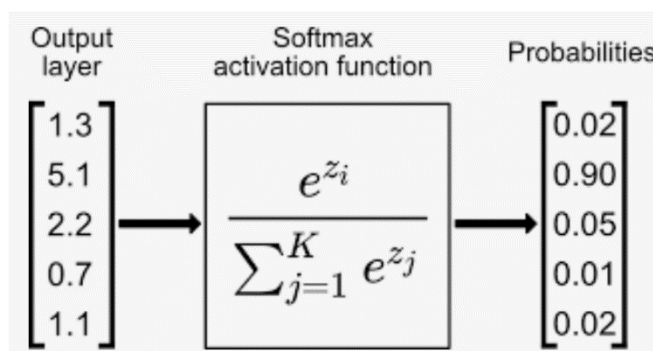 Output
layer
1.3
5.1
2.2
0.7
1.1
Softmax
activation function
e^{z_i}
∑_{j=1}^{K} e^{z_j}
Probabilities
0.02
0.90
0.05
0.01
0.02